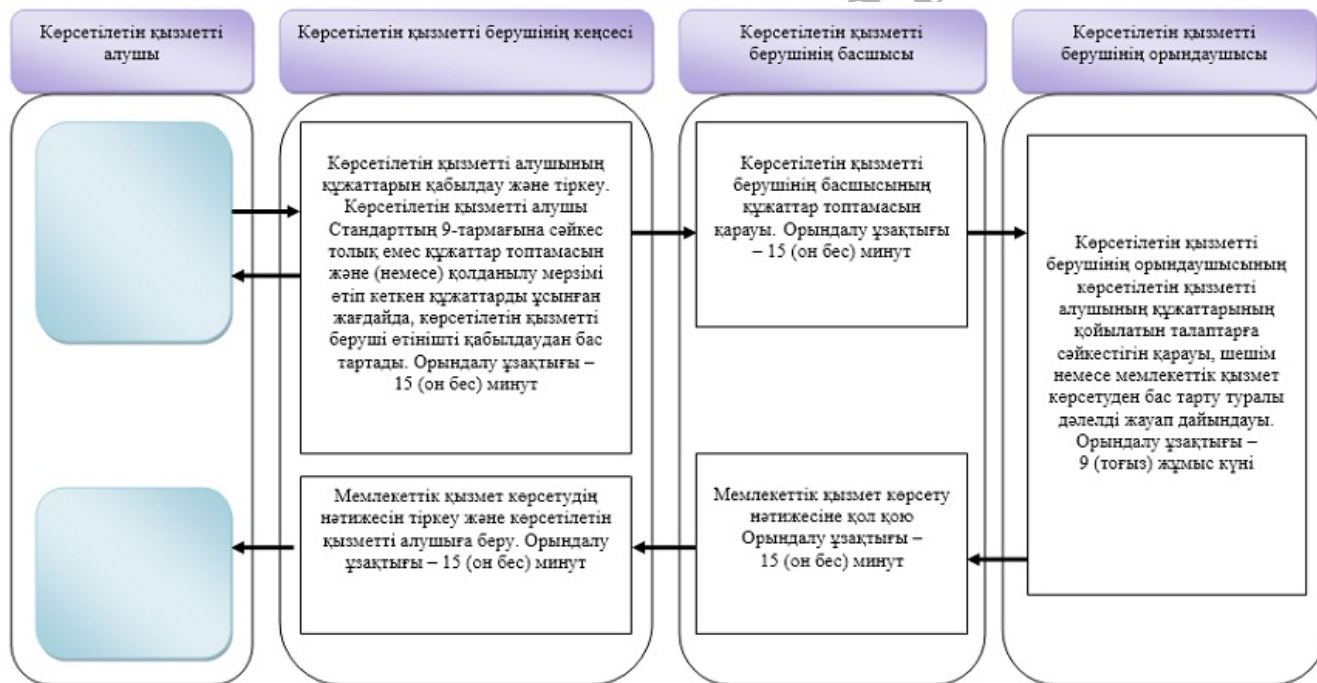 Көрсетілетін қызметті
алушы
Көрсетілетін қызметті берушінің кеңсесі
Көрсетілетін қызметті
берушінің басшысы
Көрсетілетін қызметті
берушінің орындаушысы
Көрсетілетін қызметті алушының
құжаттарын қабылдау және тіркеу.
Көрсетілетін қызметті алушы
Стандарттың 9-тармағына сәйкес
толық емес құжаттар топтамасын
және (немесе) қолданылу мерзімі
өтіп кеткен құжаттарды ұсынған
жағдайда, көрсетілетін қызметті
беруші өтінішті қабылдаудан бас
тартады. Орындалу ұзақтығы –
15 (он бес) минут
Көрсетілетін қызметті
берушінің басшысының
құжаттар топтамасын
қарауы. Орындалу ұзақтығы
– 15 (он бес) минут
Көрсетілетін қызметті
берушінің орындаушысының
көрсетілетін қызметті
алушының құжаттарының
қойылатын талаптарға
сәйкестігін қарауы, шешім
немесе мемлекеттік қызмет
көрсетуден бас тарту туралы
дәлелді жауап дайындауы.
Орындалу ұзақтығы –
9 (тоғыз) жұмыс күні
Мемлекеттік қызмет көрсетудің
нәтижесін тіркеу және көрсетілетін
қызметті алушыға беру. Орындалу
ұзақтығы – 15 (он бес) минут
Мемлекеттік қызмет көрсету
нәтижесіне қол қою
Орындалу ұзақтығы –
15 (он бес) минут